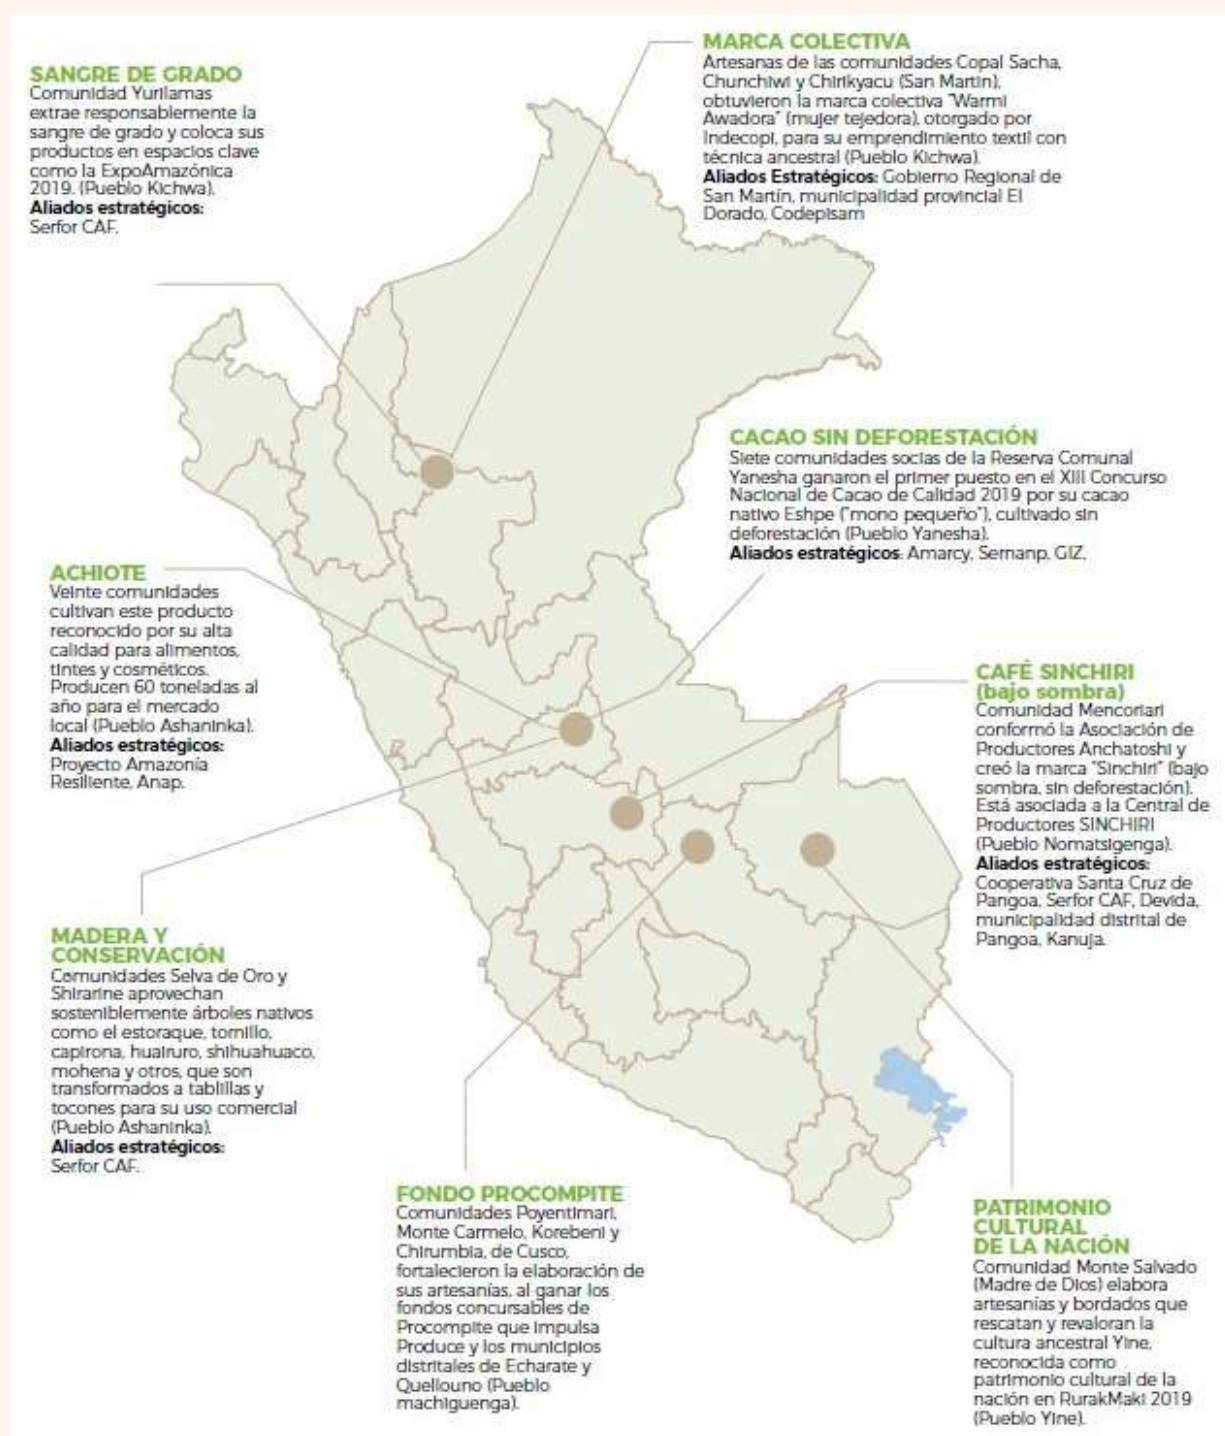 SANGRE DE GRADO
Comunidad Yurilamas
extrae responsablemente la
sangre de grado y coloca sus
productos en espacios clave
como la ExpoAmazónica
2019. (Pueblo Kichwa).
Aliados estratégicos:
Serfor CAF.
MARCA COLECTIVA
Artesanas de las comunidades Copal Sacha,
Chunchiwi y Chirikyacu (San Martín),
obtuvieron la marca colectiva "Warmi
Awadora" (mujer tejedora), otorgado por
Indecopi, para su emprendimiento textil con
técnica ancestral (Pueblo Kichwa).
Aliados Estratégicos: Gobierno Regional de
San Martín, municipalidad provincial El
Dorado, Codepisam
CACAO SIN DEFORESTACIÓN
Siete comunidades socias de la Reserva Comunal
Yanesha ganaron el primer puesto en el XIII Concurso
Nacional de Cacao de Calidad 2019 por su cacao
nativo Eshpe ("mono pequeño"), cultivado sin
deforestación (Pueblo Yanesha).
Aliados estratégicos: Amarcy, Sernanp, GIZ.
ACHIOTE
Veinte comunidades
cultivan este producto
reconocido por su alta
calidad para alimentos,
tintes y cosméticos.
Producen 60 toneladas al
año para el mercado
local (Pueblo Ashaninka).
Aliados estratégicos:
Proyecto Amazonía
Resiliente, Anap.
CAFÉ SINCHIRI
(bajo sombra)
Comunidad Mencoriari
conformó la Asociación de
Productores Anchatoshi y
creó la marca "Sinchiri" (bajo
sombra, sin deforestación).
Está asociada a la Central de
Productores SINCHIRI
(Pueblo Nomatsigenga).
Aliados estratégicos:
Cooperativa Santa Cruz de
Pangoa, Serfor CAF, Devida,
municipalidad distrital de
Pangoa, Kanuja.
MADERA Y
CONSERVACIÓN
Comunidades Selva de Oro y
Shirarine aprovechan
sosteniblemente árboles nativos
como el estoraque, tornillo,
capirona, huairuro, shihuahuaco,
mohena y otros, que son
transformados a tablillas y
tocones para su uso comercial
(Pueblo Ashaninka).
Aliados estratégicos:
Serfor CAF.
FONDO PROCOMPITE
Comunidades Poyentimari,
Monte Carmelo, Korebeni y
Chirumbia, de Cusco,
fortalecieron la elaboración de
sus artesanías, al ganar los
fondos concursables de
Procompite que impulsa
Produce y los municipios
distritales de Echarate y
Quellouno (Pueblo
machiguenga).
PATRIMONIO
CULTURAL
DE LA NACIÓN
Comunidad Monte Salvado
(Madre de Dios) elabora
artesanías y bordados que
rescatan y revaloran la
cultura ancestral Yine,
reconocida como
patrimonio cultural de la
nación en RurakMaki 2019
(Pueblo Yine).